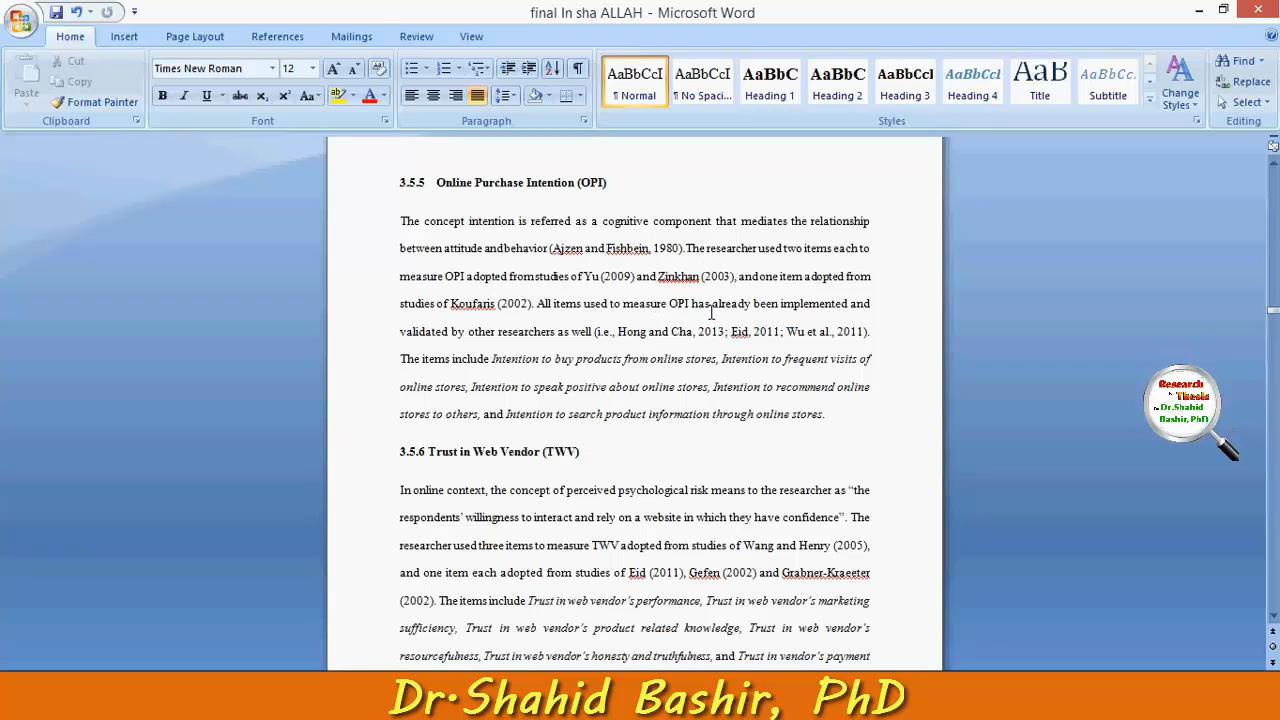 final In sha ALLAH - Microsoft Word
Home Insert Page Layout References Mailings Review View
Paste
Cut
Copy
Format Painter
Clipboard
Times New Roman 12
Font
Paragraph
AaBbCcI AaBbCcI AaBbC AaBbC AaBbCcI AaBbCcI AaB AaBbCc.
¶ Normal ¶ No Spaci... Heading 1 Heading 2 Heading 3 Heading 4 Title Subtitle
Change Styles
Styles
Find
Replace
Select
Editing
3.5.5 Online Purchase Intention (OPI)
The concept intention is referred as a cognitive component that mediates the relationship
between attitude and behavior (Ajzen and Fishbein, 1980).The researcher used two items each to
measure OPI adopted from studies of Yu (2009) and Zinkhan (2003), and one item adopted from
studies of Koufaris (2002). All items used to measure OPI has already been implemented and
validated by other researchers as well (i.e., Hong and Cha, 2013; Eid, 2011; Wu et al., 2011).
The items include Intention to buy products from online stores, Intention to frequent visits of
online stores, Intention to speak positive about online stores, Intention to recommend online
stores to others, and Intention to search product information through online stores.
3.5.6 Trust in Web Vendor (TWV)
In online context, the concept of perceived psychological risk means to the researcher as “the
respondents’ willingness to interact and rely on a website in which they have confidence”. The
researcher used three items to measure TWV adopted from studies of Wang and Henry (2005),
and one item each adopted from studies of Eid (2011), Gefen (2002) and Grabner-Kraeeter
(2002). The items include Trust in web vendor’s performance, Trust in web vendor’s marketing
sufficiency, Trust in web vendor’s product related knowledge, Trust in web vendor’s
resourcefulness, Trust in web vendor’s honesty and truthfulness, and Trust in vendor’s payment
Research
Thesis
Dr.Shahid
Bashir, PhD
Dr.Shahid Bashir, PhD